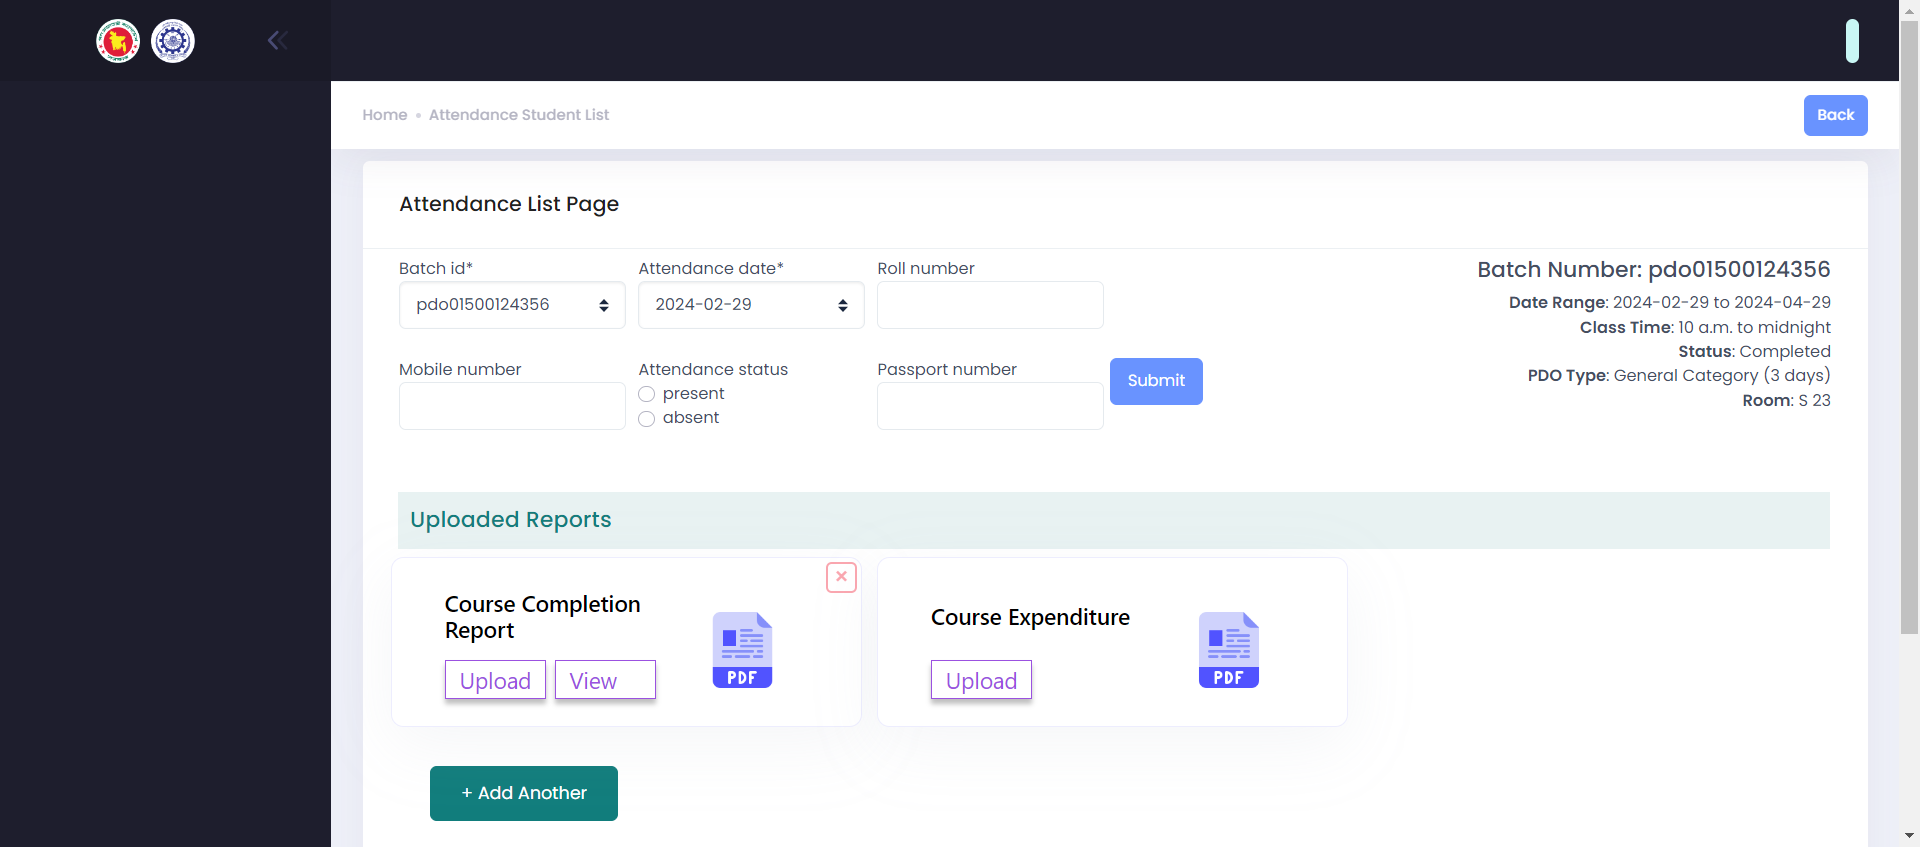 Home • Attendance Student List
Back
Attendance List Page
Batch id*
pdo01500124356
Attendance date*
2024-02-29
Roll number
Mobile number
Attendance status
present
absent
Passport number
Submit
Batch Number: pdo01500124356
Date Range: 2024-02-29 to 2024-04-29
Class Time: 10 a.m. to midnight
Status: Completed
PDO Type: General Category (3 days)
Room: S 23
Uploaded Reports
Course Completion
Report
Upload
View
PDF
Course Expenditure
Upload
PDF
+ Add Another